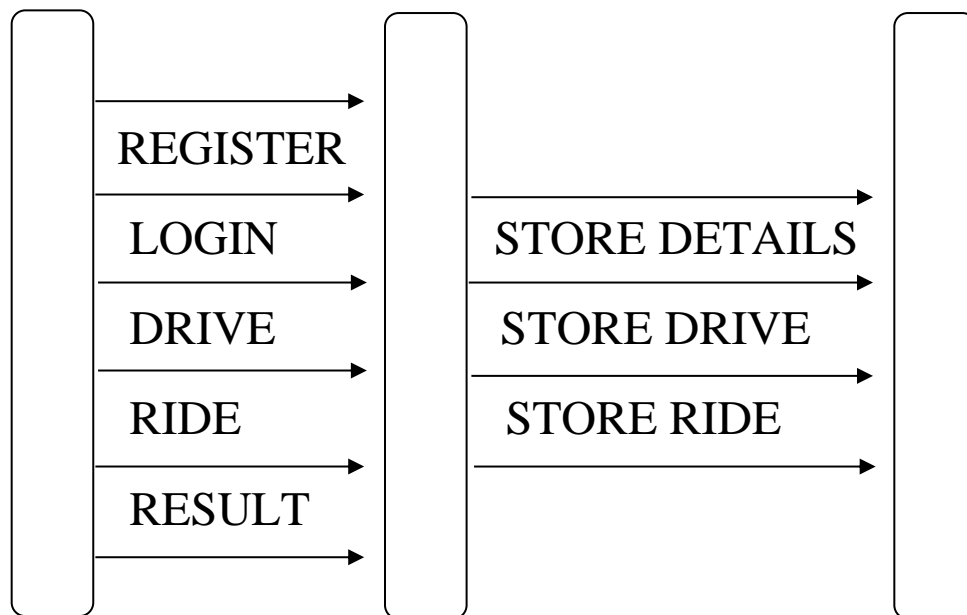 REGISTER
LOGIN
DRIVE
RIDE
RESULT
STORE DETAILS
STORE DRIVE
STORE RIDE